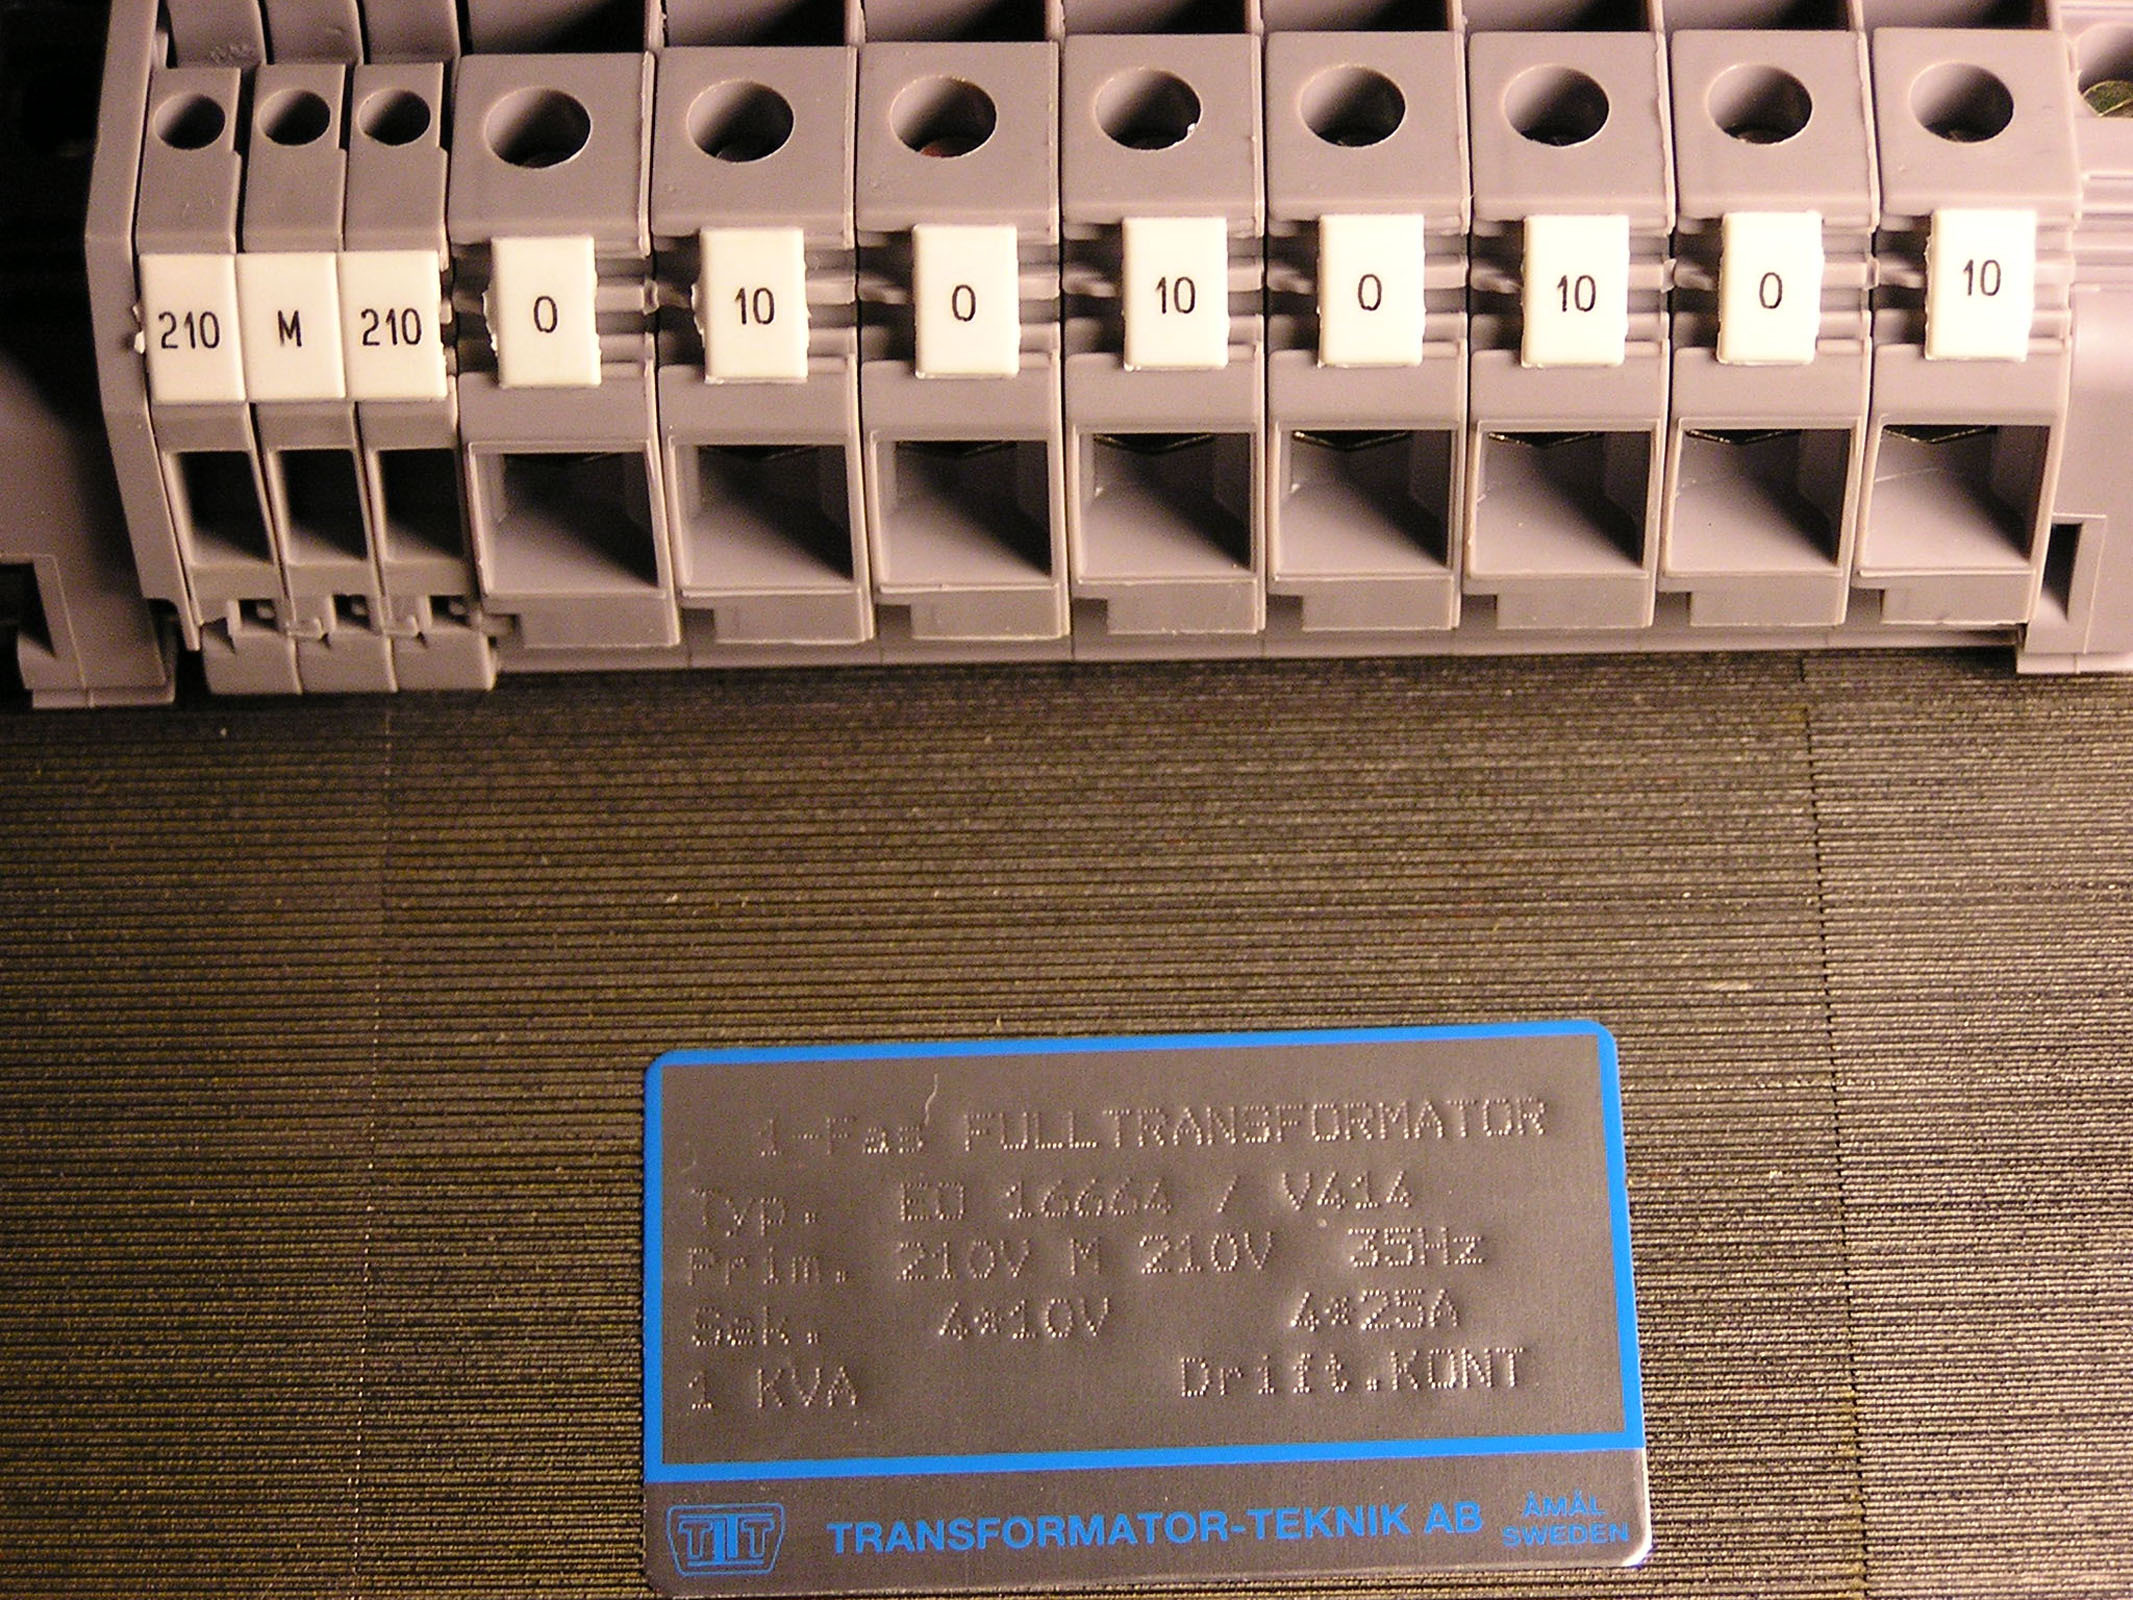 210 M 210 0 10 0 10 0 10 0 10
1-Fas FULLTRANSFORMATOR
Typ. EO 16664 / V414
Prim. 210V M 210V 35Hz
Sek. 4*10V 4*25A
1 KVA Drift.KONT
TTT TRANSFORMATOR-TEKNIK AB ÅMÅL
SWEDEN